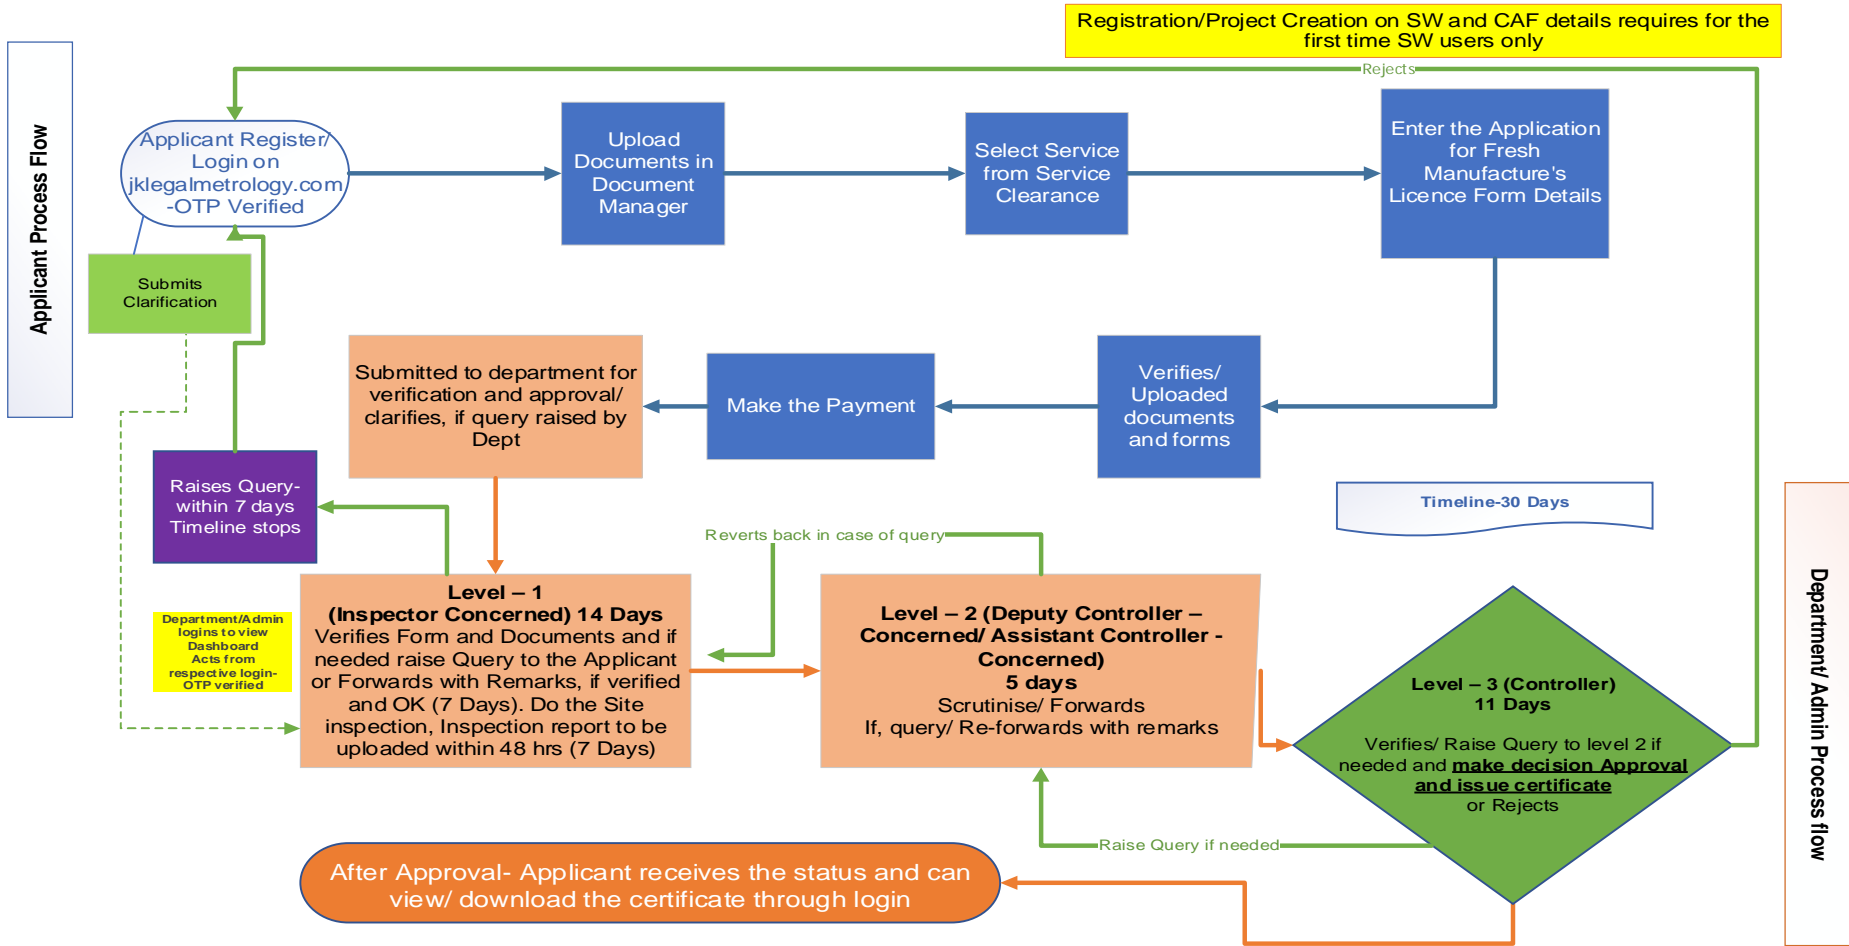 Registration/Project Creation on SW and CAF details requires for the
first time SW users only
Rejects
Applicant Process Flow
Applicant Register/
Login on
jklegalmetrology.com
-OTP Verified
Upload
Documents in
Document
Manager
Select Service
from Service
Clearance
Enter the Application
for Fresh
Manufacture's
Licence Form Details
Submits
Clarification
Submitted to department for
verification and approval/
clarifies, if query raised by
Dept
Make the Payment
Verifies/
Uploaded
documents
and forms
Raises Query-
within 7 days
Timeline stops
Timeline-30 Days
Reverts back in case of query
Department/Admin
logins to view
Dashboard
Acts from
respective login-
OTP verified
Level – 1
(Inspector Concerned) 14 Days
Verifies Form and Documents and if
needed raise Query to the Applicant
or Forwards with Remarks, if verified
and OK (7 Days). Do the Site
inspection, Inspection report to be
uploaded within 48 hrs (7 Days)
Level – 2 (Deputy Controller –
Concerned/ Assistant Controller -
Concerned)
5 days
Scrutinise/ Forwards
If, query/ Re-forwards with remarks
Level – 3 (Controller)
11 Days
Verifies/ Raise Query to level 2 if
needed and make decision Approval
and issue certificate
or Rejects
Department/ Admin Process flow
Raise Query if needed
After Approval- Applicant receives the status and can
view/ download the certificate through login